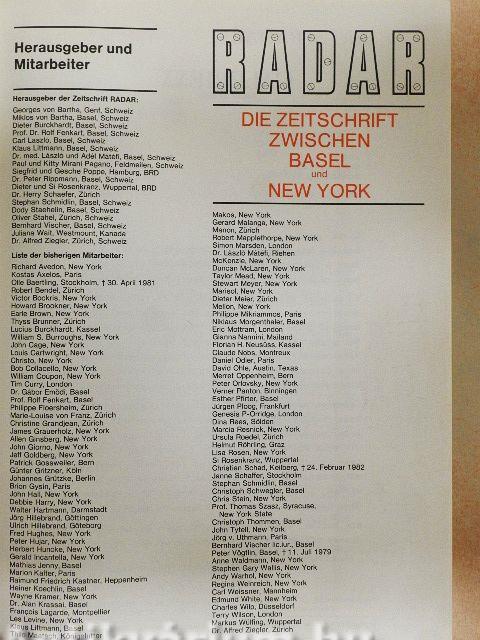 Herausgeber und
Mitarbeiter
Herausgeber der Zeitschrift RADAR:
Georges von Bartha, Genf, Schweiz
Miklos von Bartha, Basel, Schweiz
Dieter Burckhardt, Basel, Schweiz
Prof. Dr. Rolf Fenkart, Basel, Schweiz
Carl Laszlo, Basel, Schweiz
Klaus Littmann, Basel, Schweiz
Dr. med. László und Adél Matéfi, Basel, Schweiz
Paul und Kitty Mirani Pagano, Feldmeilen, Schweiz
Siegfrid und Gesche Poppe, Hamburg, BRD
Dr. Peter Rippmann, Basel, Schweiz
Dieter und Si Rosenkranz, Wuppertal, BRD
Dr. Herry Schaefer, Zürich
Stephan Schmidlin, Basel, Schweiz
Dody Staehelin, Basel, Schweiz
Oliver Stahel, Zürich, Schweiz
Bernhard Vischer, Basel, Schweiz
Juliana Wait, Westmount, Kanada
Dr. Alfred Ziegler, Zürich, Schweiz
Liste der bisherigen Mitarbeiter:
Richard Avedon, New York
Kostas Axelos, Paris
Olle Baertling, Stockholm, † 30. April 1981
Robert Bendel, Zürich
Victor Bockris, New York
Howard Brookner, New York
Earle Brown, New York
Thyss Brunner, Zürich
Lucius Burckhardt, Kassel
William S. Burroughs, New York
John Cage, New York
Louis Cartwright, New York
Christo, New York
Bob Collacello, New York
William Coupon, New York
Tim Curry, London
Dr. Gábor Emödi, Basel
Prof. Rolf Fenkart, Basel
Philippe Floersheim, Zürich
Marie-Louise von Franz, Zürich
Christine Grandjean, Zürich
James Grauerholz, New York
Allen Ginsberg, New York
John Giorno, New York
Jeff Goldberg, New York
Patrick Gossweiler, Bern
Günter Gritzner, Köln
Johannes Grützke, Berlin
Brion Gysin, Paris
John Hall, New York
Debbie Harry, New York
Walter Hartmann, Darmstadt
Jörg Hillebrand, Göttingen
Ulrich Hillebrand, Göteborg
Fred Hughes, New York
Peter Hujar, New York
Herbert Huncke, New York
Gerald Incantella, New York
Mathias Jenny, Basel
Marion Kalter, Paris
Raimund Friedrich Kastner, Heppenheim
Heiner Koechlin, Basel
Wayne Kramer, New York
Dr. Alan Krassai, Basel
François Lagarde, Montpellier
Les Levine, New York
Klaus Littmann, Basel
RADAR
DIE ZEITSCHRIFT
ZWISCHEN
BASEL
und
NEW YORK
Makos, New York
Gerard Malanga, New York
Manon, Zürich
Robert Mapplethorpe, New York
Simon Marsden, London
Dr. László Matéfi, Riehen
McKenzie, New York
Duncan McLaren, New York
Taylor Mead, New York
Stewart Meyer, New York
Marisol, New York
Dieter Maier, Zürich
Mellon, New York
Philippe Mikriammos, Paris
Niklaus Morgenthaler, Basel
Eric Mottram, London
Gianna Nannini, Mailand
Florian H. Neusüss, Kassel
Claude Nobs, Montreux
Daniel Odier, Paris
David Ohle, Austin, Texas
Merret Oppenheim, Bern
Peter Orlovsky, New York
Verner Panton, Binningen
Esther Pfirter, Basel
Jürgen Ploog, Frankfurt
Genesis P-Orridge, London
Dina Rees, Sölden
Marcia Resnick, New York
Ursula Roedel, Zürich
Helmut Röhrling, Graz
Lisa Rosen, New York
Si Rosenkranz, Wuppertal
Christian Schad, Keilberg, † 24. Februar 1982
Janne Schaffer, Stockholm
Stephan Schmidlin, Basel
Christoph Schwegler, Basel
Chris Stein, New York
Prof. Thomas Szasz, Syracuse,
New York State
Christoph Thommen, Basel
John Tytell, New York
Jörg v. Uthmann, Paris
Bernhard Vischer lic.iur., Basel
Peter Vögtlin, Basel, † 11. Juli 1979
Anne Waldmann, New York
Stephen Gary Wallis, New York
Andy Warhol, New York
Regina Weinreich, New York
Carl Weissner, Mannheim
Edmund White, New York
Charles Wilp, Düsseldorf
Terry Wilson, London
Markus Wülfing, Wuppertal
Dr. Alfred Ziegler, Zürich